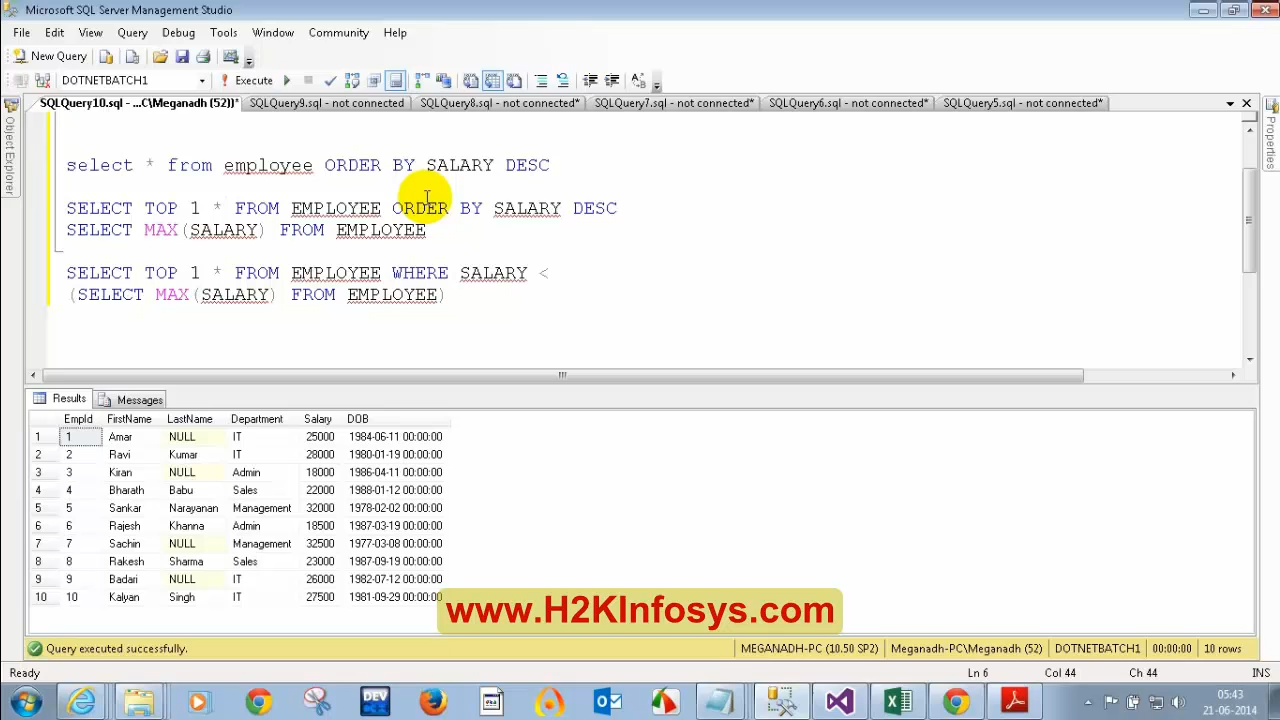 Microsoft SQL Server Management Studio
File Edit View Query Debug Tools Window Community Help
New Query
DOTNETBATCH1 Execute
SQLQuery10.sql - ...C\Meganadh (52))* SQLQuery9.sql - not connected SQLQuery8.sql - not connected* SQLQuery7.sql - not connected* SQLQuery6.sql - not connected* SQLQuery5.sql - not connected*
Object Explorer
Properties
select * from employee ORDER BY SALARY DESC
SELECT TOP 1 * FROM EMPLOYEE ORDER BY SALARY DESC
SELECT MAX(SALARY) FROM EMPLOYEE
SELECT TOP 1 * FROM EMPLOYEE WHERE SALARY <
(SELECT MAX(SALARY) FROM EMPLOYEE)
Results Messages
EmpId FirstName LastName Department Salary DOB
1 1 Amar NULL IT 25000 1984-06-11 00:00:00
2 2 Ravi Kumar IT 28000 1980-01-19 00:00:00
3 3 Kiran NULL Admin 18000 1986-04-11 00:00:00
4 4 Bharath Babu Sales 22000 1988-01-12 00:00:00
5 5 Sankar Narayanan Management 32000 1978-02-02 00:00:00
6 6 Rajesh Khanna Admin 18500 1987-03-19 00:00:00
7 7 Sachin NULL Management 32500 1977-03-08 00:00:00
8 8 Rakesh Sharma Sales 23000 1987-09-19 00:00:00
9 9 Badari NULL IT 26000 1982-07-12 00:00:00
10 10 Kalyan Singh IT 27500 1981-09-29 00:00:00
www.H2KInfosys.com
Query executed successfully. MEGANADH-PC (10.50 SP2) Meganadh-PC\Meganadh (52) DOTNETBATCH1 00:00:00 10 rows
Ready Ln 6 Col 44 Ch 44 INS
DEV
05:43
21-06-2014